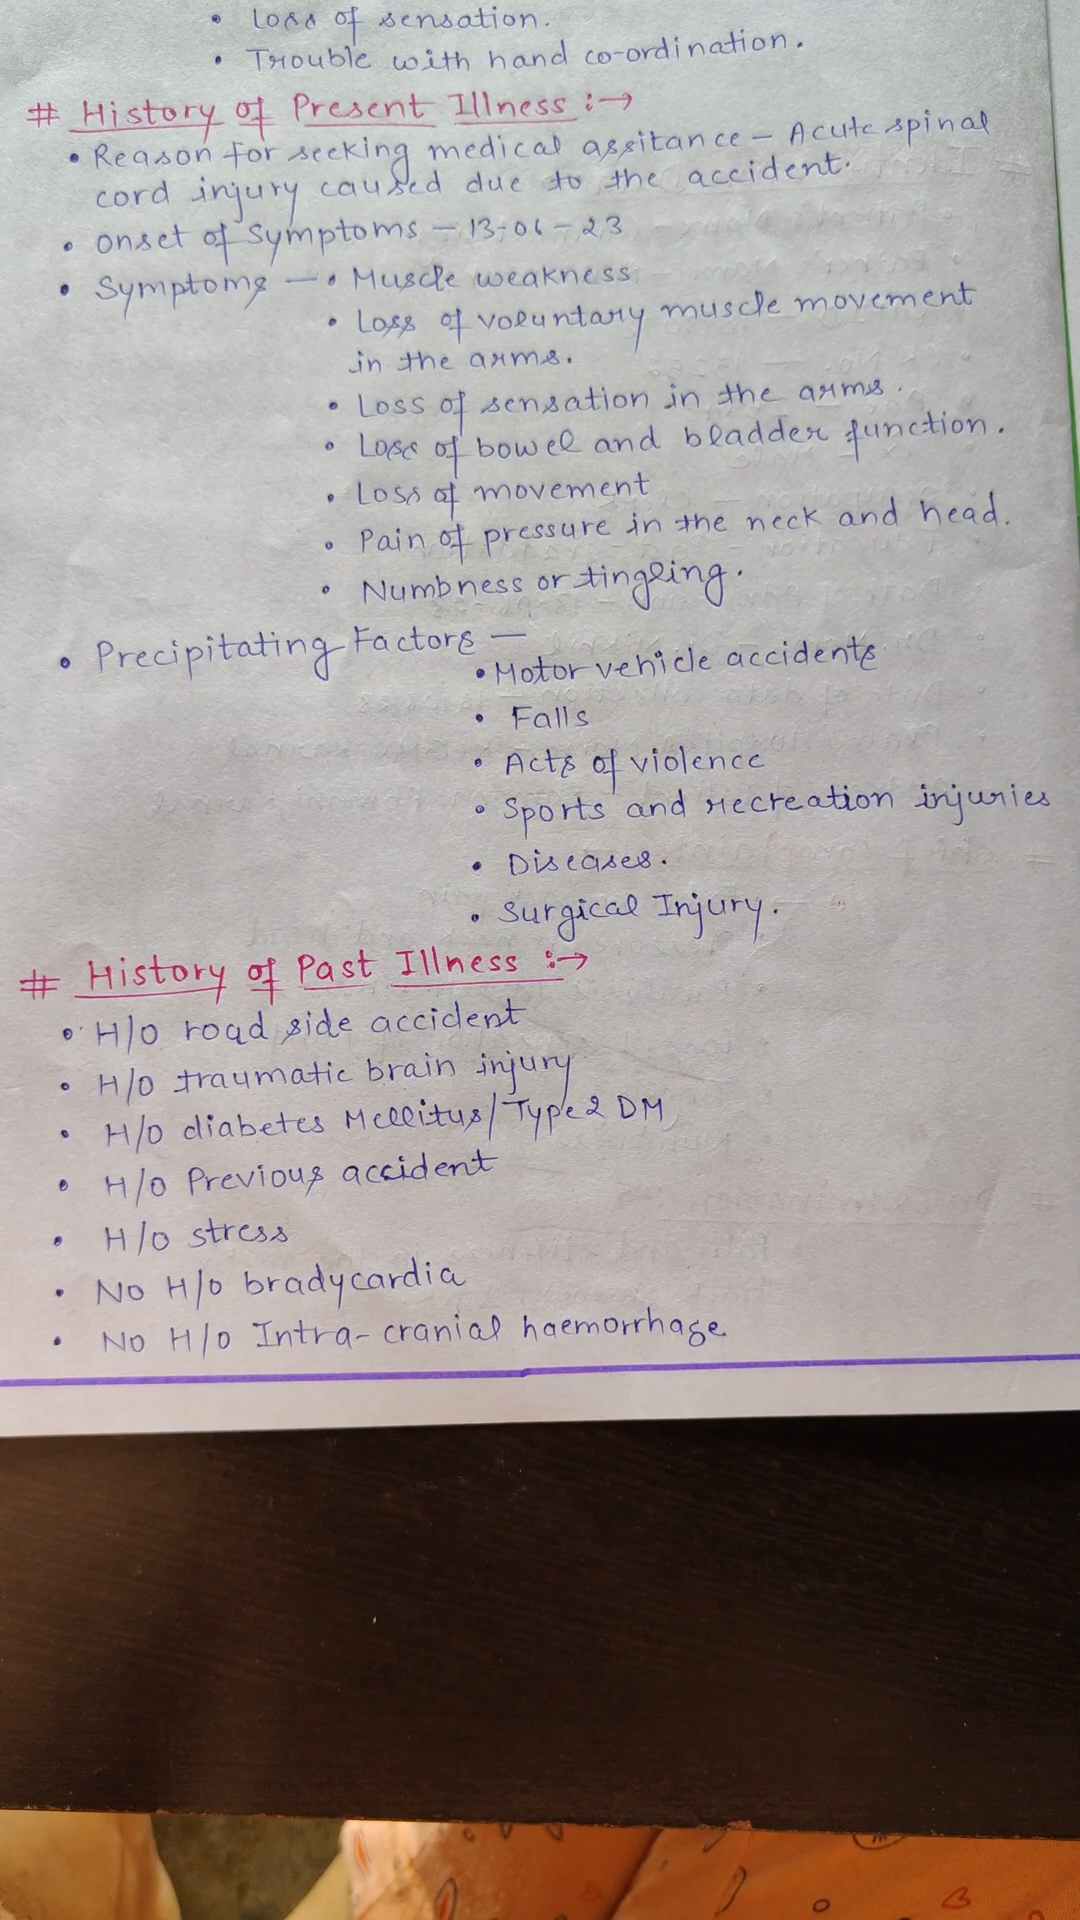 • Loss of sensation.
• Trouble with hand co-ordination.
# History of Present Illness :→
• Reason for seeking medical assitance - Acute spinal
cord injury caused due to the accident.
• onset of Symptoms - 13-06-23
• Symptoms - • Muscle weakness
• Loss of voluntary muscle movement
in the arms.
• Loss of sensation in the arms.
• Loss of bowel and bladder function.
• Loss of movement
• Pain of pressure in the neck and head.
• Numbness or tingling.
• Precipitating Factors -
• Motor vehicle accidents
• Falls
• Acts of violence
• Sports and recreation injuries
• Diseases.
• Surgical Injury.
# History of Past Illness :→
• H/O road side accident
• H/O traumatic brain injury
• H/O diabetes Mellitus/Type 2 DM
• H/O Previous accident
• H/O stress
• No H/O bradycardia
• No H/O Intra-cranial haemorrhage